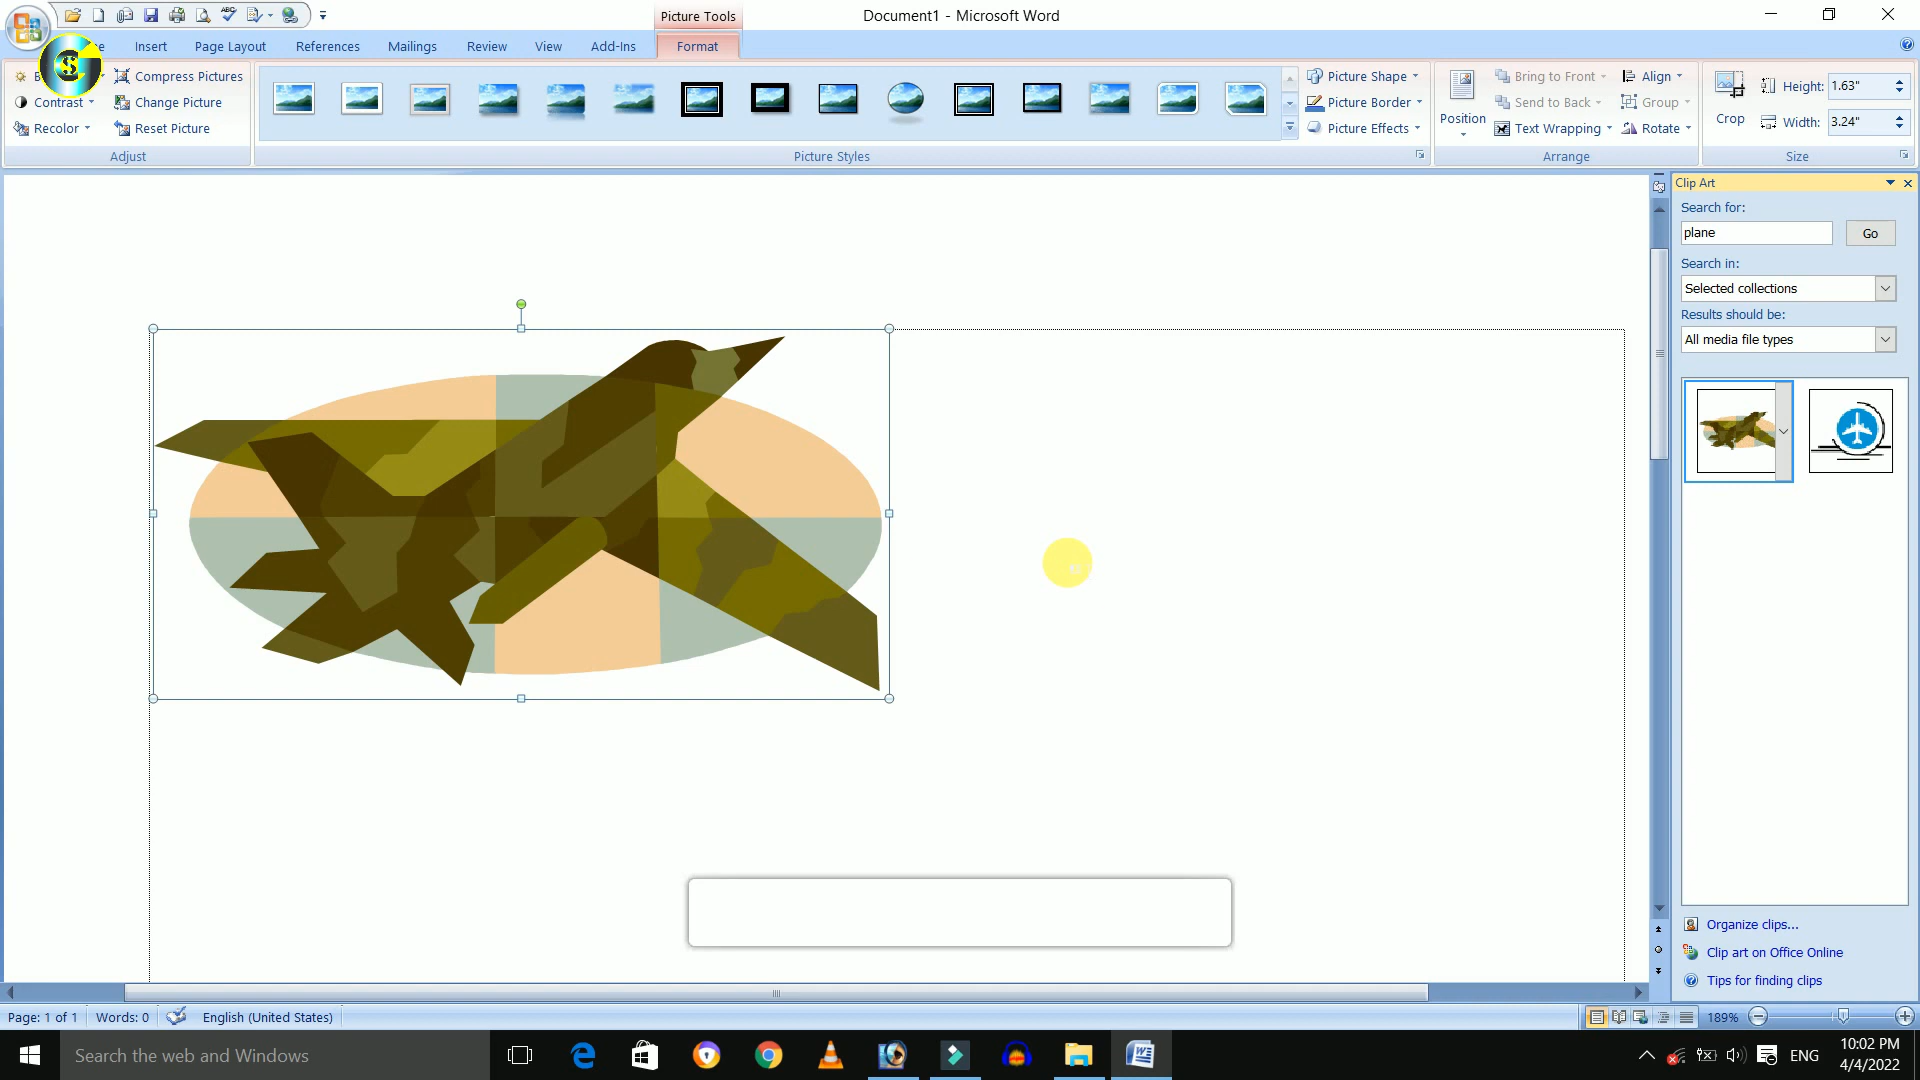 Picture Tools
Document1 - Microsoft Word
Insert
Page Layout
References
Mailings
Review
View
Add-Ins
Format
Compress Pictures
Contrast
Change Picture
Recolor
Reset Picture
Adjust
Picture Styles
Picture Shape
Picture Border
Picture Effects
Position
Bring to Front
Send to Back
Text Wrapping
Align
Group
Rotate
Arrange
Crop
Height: 1.63"
Width: 3.24"
Size
Clip Art
Search for:
plane
Go
Search in:
Selected collections
Results should be:
All media file types
Organize clips...
Clip art on Office Online
Tips for finding clips
Page: 1 of 1
Words: 0
English (United States)
189%
Search the web and Windows
ENG
10:02 PM
4/4/2022